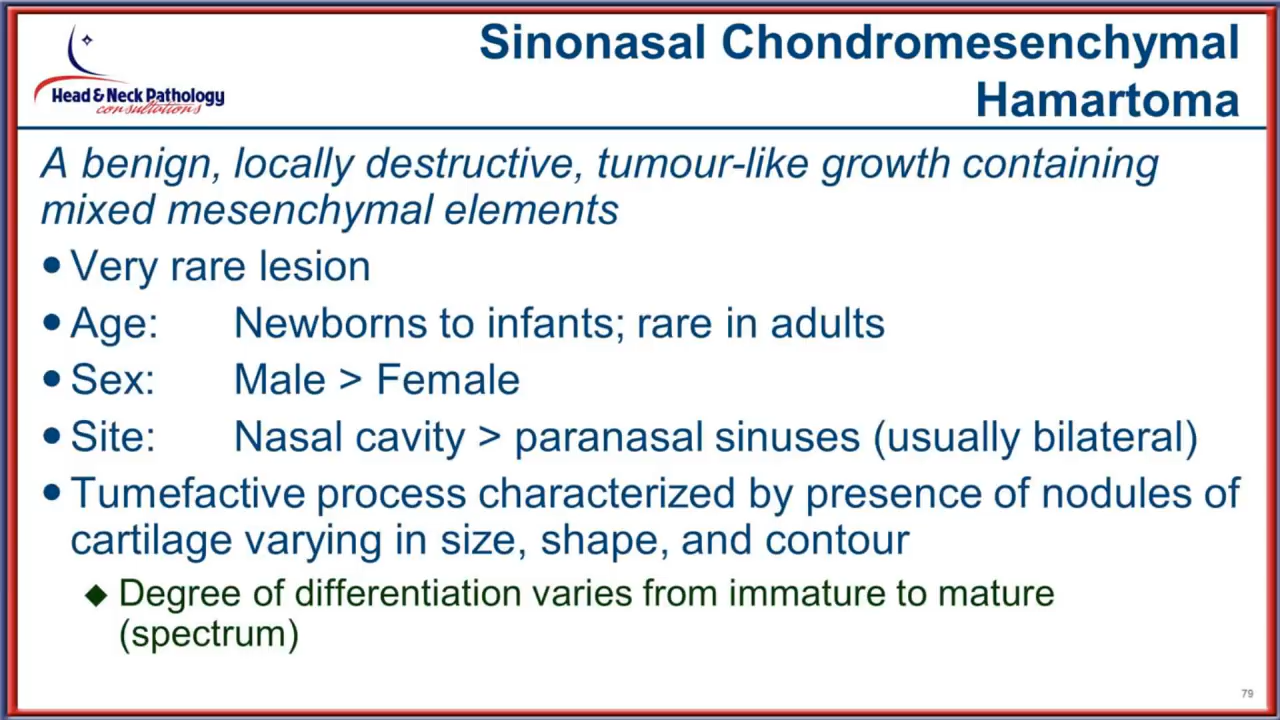 Head & Neck Pathology
consultations
Sinonasal Chondromesenchymal
Hamartoma
A benign, locally destructive, tumour-like growth containing
mixed mesenchymal elements
• Very rare lesion
• Age: Newborns to infants; rare in adults
• Sex: Male > Female
• Site: Nasal cavity > paranasal sinuses (usually bilateral)
• Tumefactive process characterized by presence of nodules of
cartilage varying in size, shape, and contour
◆ Degree of differentiation varies from immature to mature
(spectrum)
79